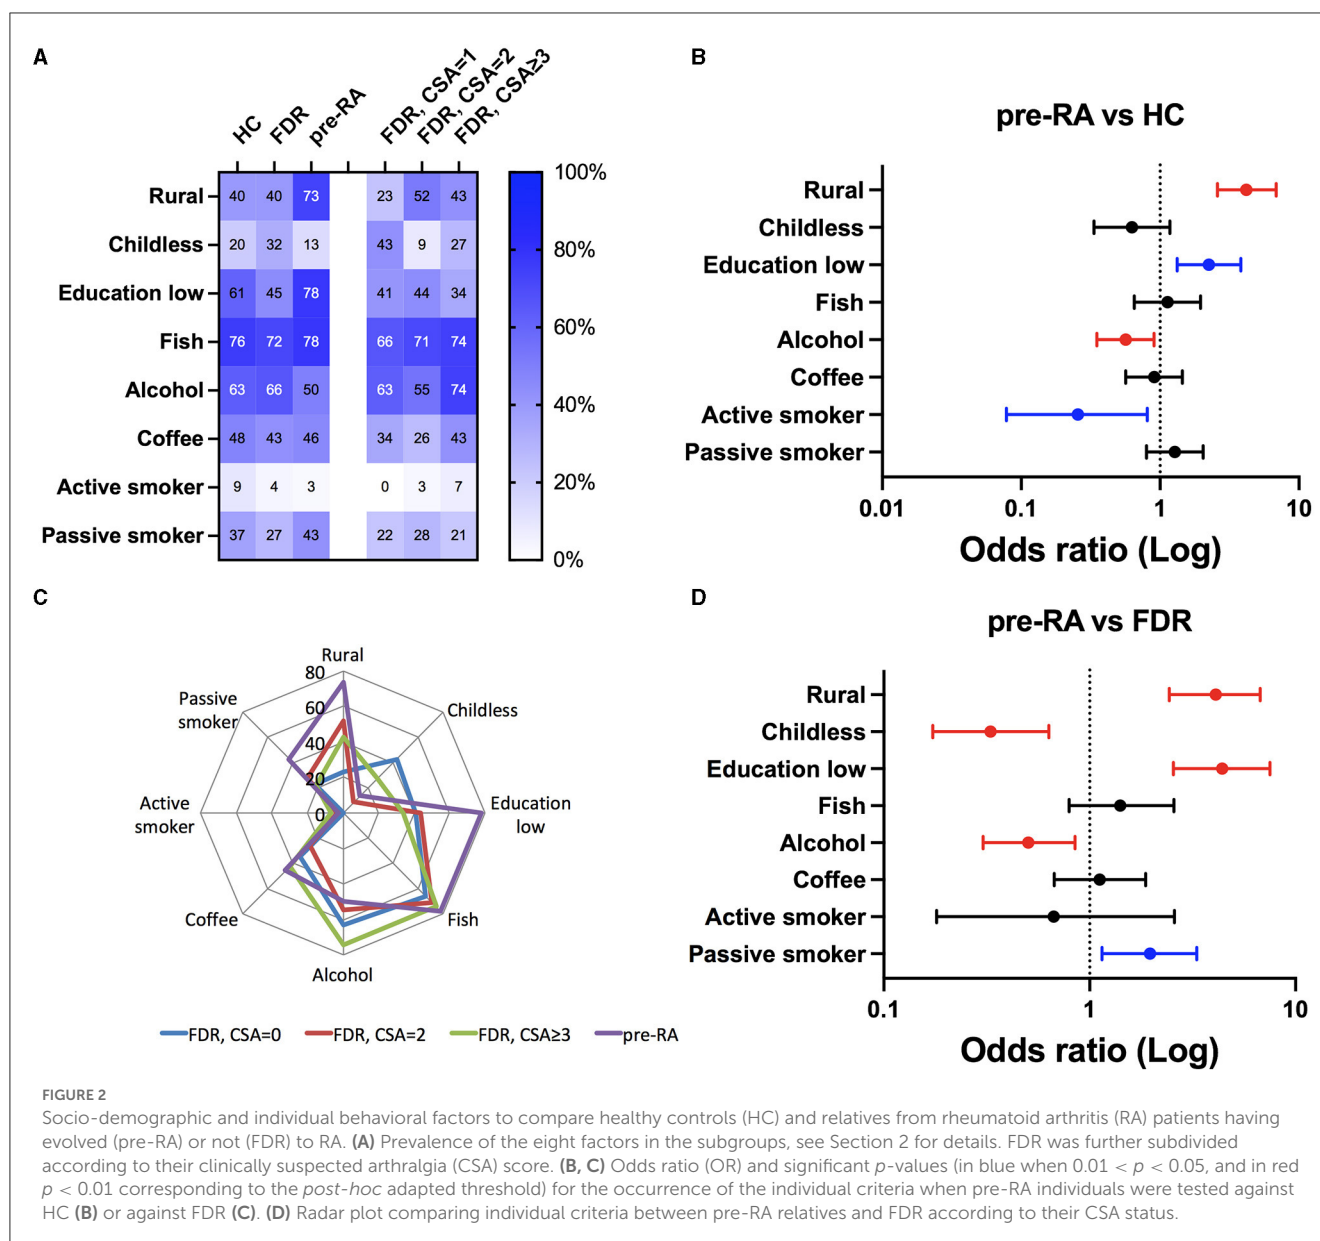 A
HC FDR pre-RA FDR, CSA=1 FDR, CSA=2 FDR, CSA≥3
Rural 40 40 73 23 52 43
Childless 20 32 13 43 9 27
Education low 61 45 78 41 44 34
Fish 76 72 78 66 71 74
Alcohol 63 66 50 63 55 74
Coffee 48 43 46 34 26 43
Active smoker 9 4 3 0 3 7
Passive smoker 37 27 43 22 28 21
100%
80%
60%
40%
20%
0%
B
pre-RA vs HC
Rural
Childless
Education low
Fish
Alcohol
Coffee
Active smoker
Passive smoker
0.01 0.1 1 10
Odds ratio (Log)
C
Rural
Childless
Education
low
Fish
Alcohol
Coffee
Active
smoker
Passive
smoker
80
60
40
20
0
FDR, CSA=0 FDR, CSA=2 FDR, CSA≥3 pre-RA
D
pre-RA vs FDR
Rural
Childless
Education low
Fish
Alcohol
Coffee
Active smoker
Passive smoker
0.1 1 10
Odds ratio (Log)
FIGURE 2
Socio-demographic and individual behavioral factors to compare healthy controls (HC) and relatives from rheumatoid arthritis (RA) patients having
evolved (pre-RA) or not (FDR) to RA. (A) Prevalence of the eight factors in the subgroups, see Section 2 for details. FDR was further subdivided
according to their clinically suspected arthralgia (CSA) score. (B, C) Odds ratio (OR) and significant p-values (in blue when 0.01 < p < 0.05, and in red
p < 0.01 corresponding to the post-hoc adapted threshold) for the occurrence of the individual criteria when pre-RA individuals were tested against
HC (B) or against FDR (C). (D) Radar plot comparing individual criteria between pre-RA relatives and FDR according to their CSA status.